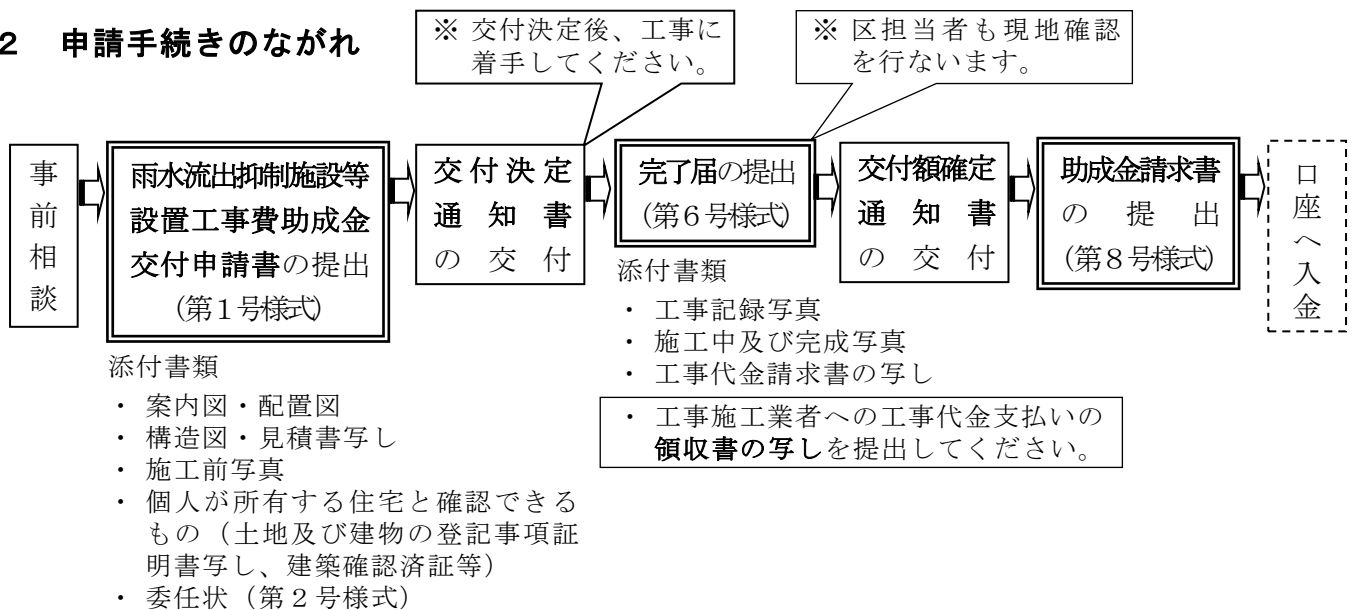 ２　申請手続きのながれ
※ 交付決定後、工事に
着手してください。
※ 区担当者も現地確認
を行ないます。
事前相談
雨水流出抑制施設等
設置工事費助成金
交付申請書の提出
（第１号様式）
交付決定
通知書
の交付
完了届の提出
（第６号様式）
交付額確定
通知書
の交付
助成金請求書
の提出
（第８号様式）
口座へ入金
添付書類
・ 案内図・配置図
・ 構造図・見積書写し
・ 施工前写真
・ 個人が所有する住宅と確認できる
もの（土地及び建物の登記事項証
明書写し、建築確認済証等）
・ 委任状（第２号様式）
添付書類
・ 工事記録写真
・ 施工中及び完成写真
・ 工事代金請求書の写し
・ 工事施工業者への工事代金支払いの
領収書の写しを提出してください。